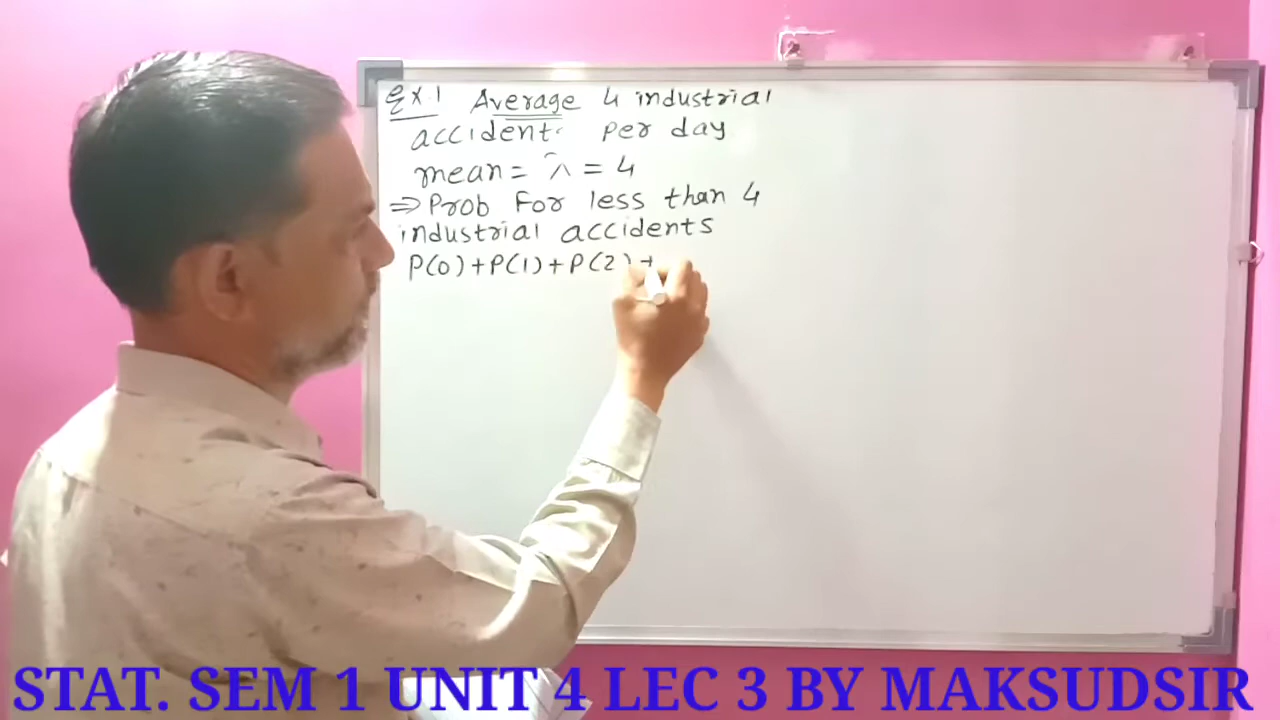 Ex.1 Average 4 industrial
accidents per day
mean = λ = 4
⇒ Prob For less than 4
industrial accidents
P(0)+P(1)+P(2)+
STAT. SEM 1 UNIT 4 LEC 3 BY MAKSUDSIR